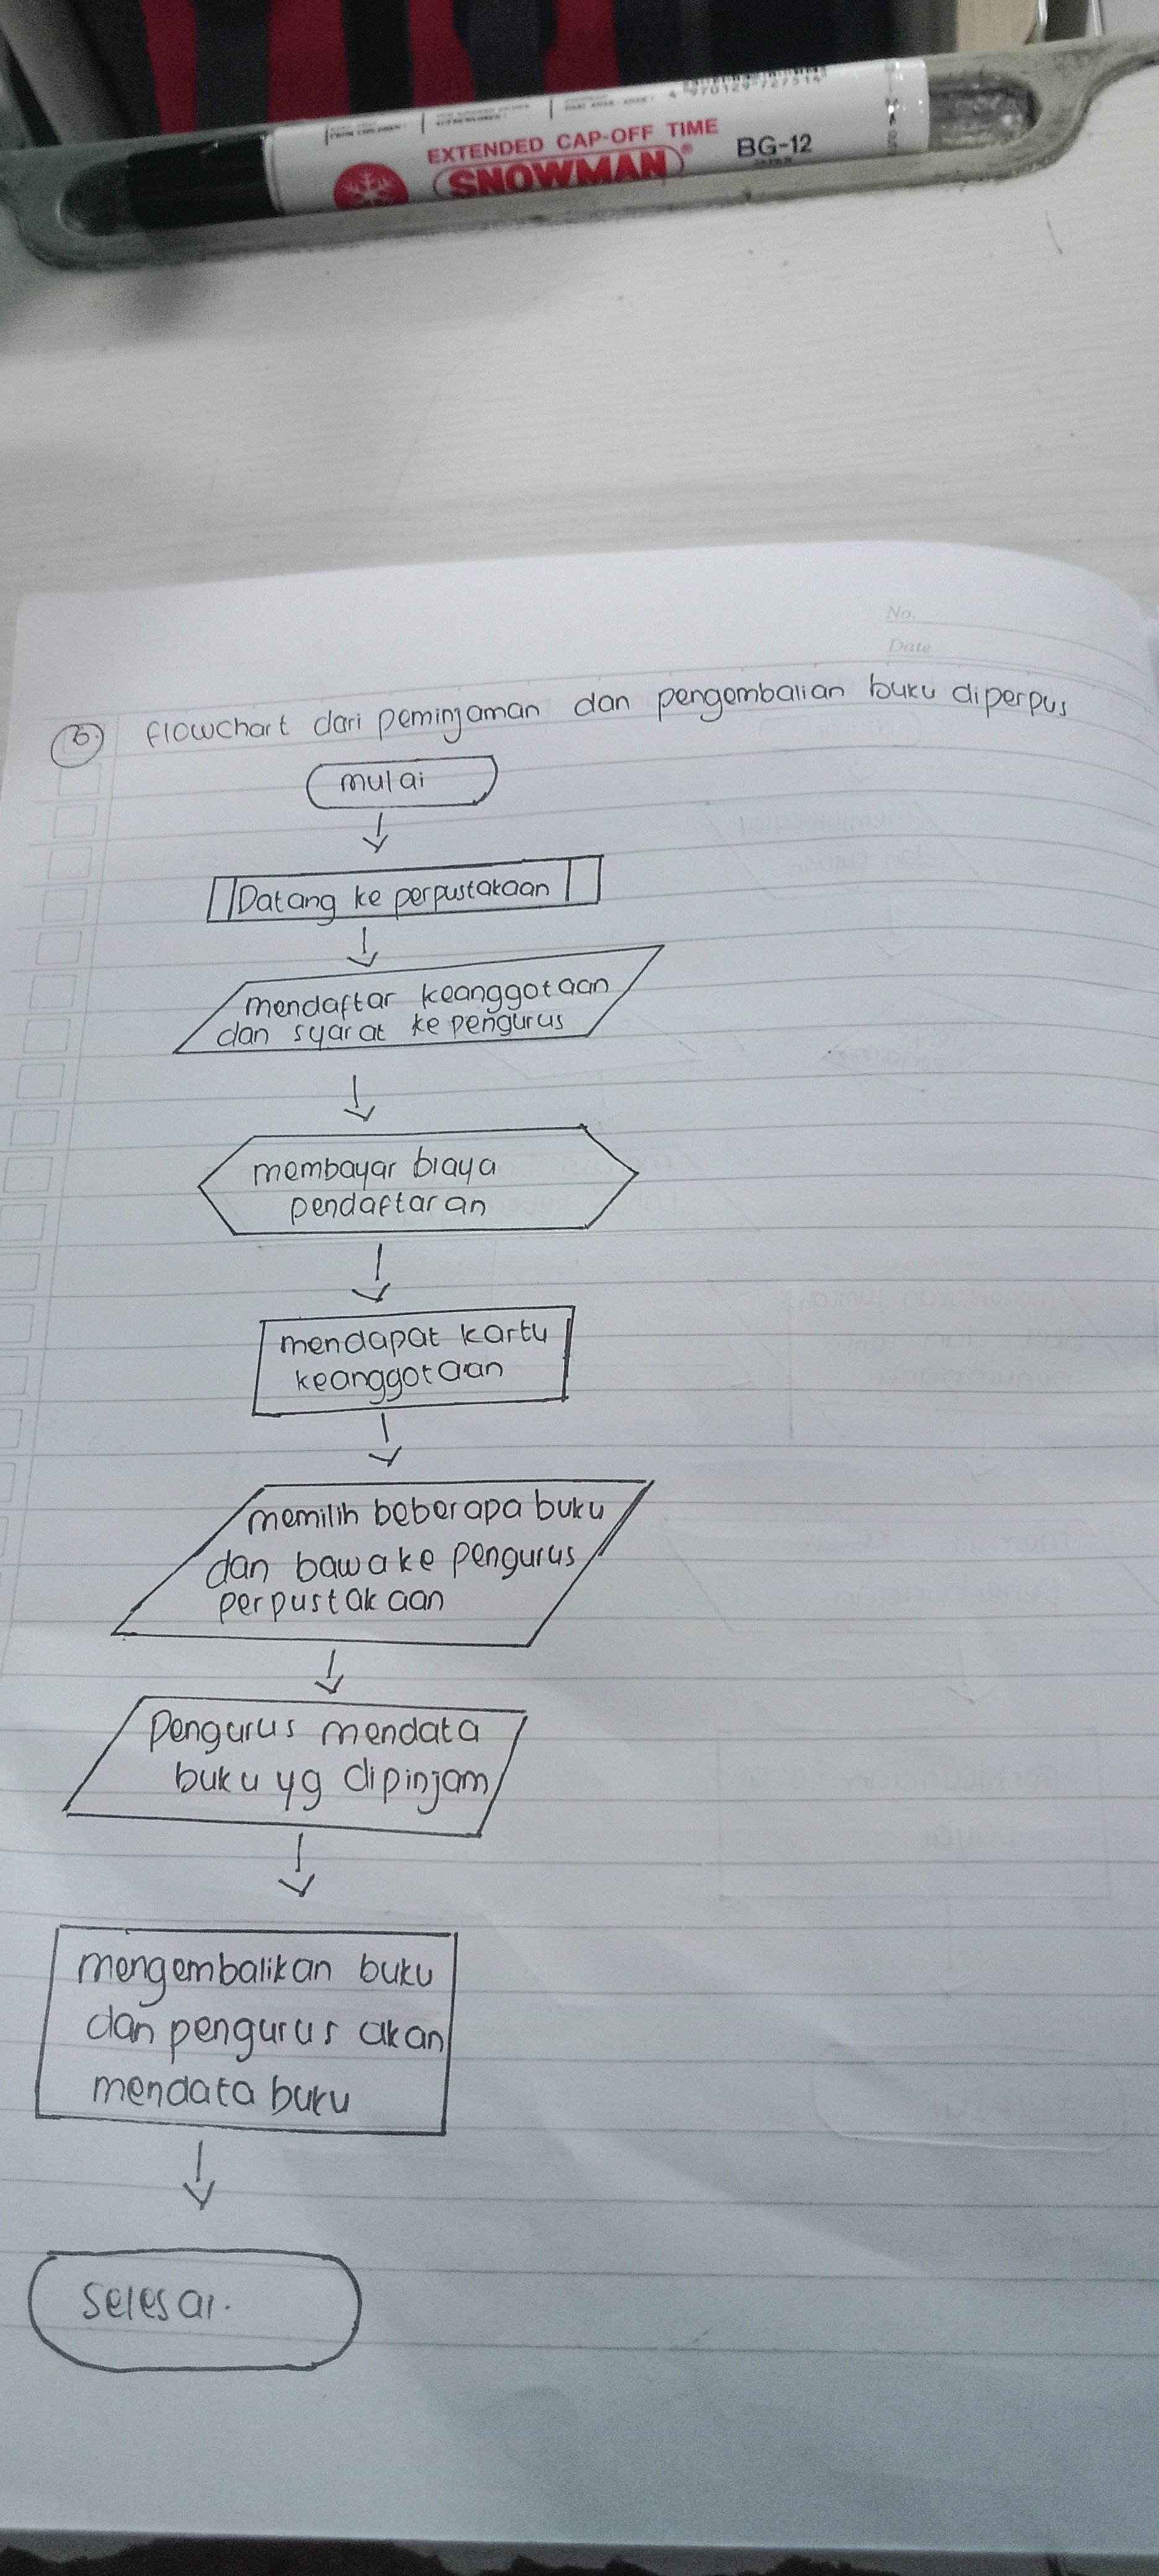 EXTENDED CAP-OFF TIME
SNOWMAN®
BG-12
No.
Date
6. flowchart dari peminjaman dan pengembalian buku diperpus
mulai
Datang ke perpustakaan
mendaftar keanggotaan
dan syarat ke pengurus
membayar biaya
pendaftaran
mendapat kartu
keanggotaan
memilih beberapa buku
dan bawa ke pengurus
perpustakaan
Pengurus mendata
buku yg dipinjam
mengembalikan buku
dan pengurus akan
mendata buku
selesai.